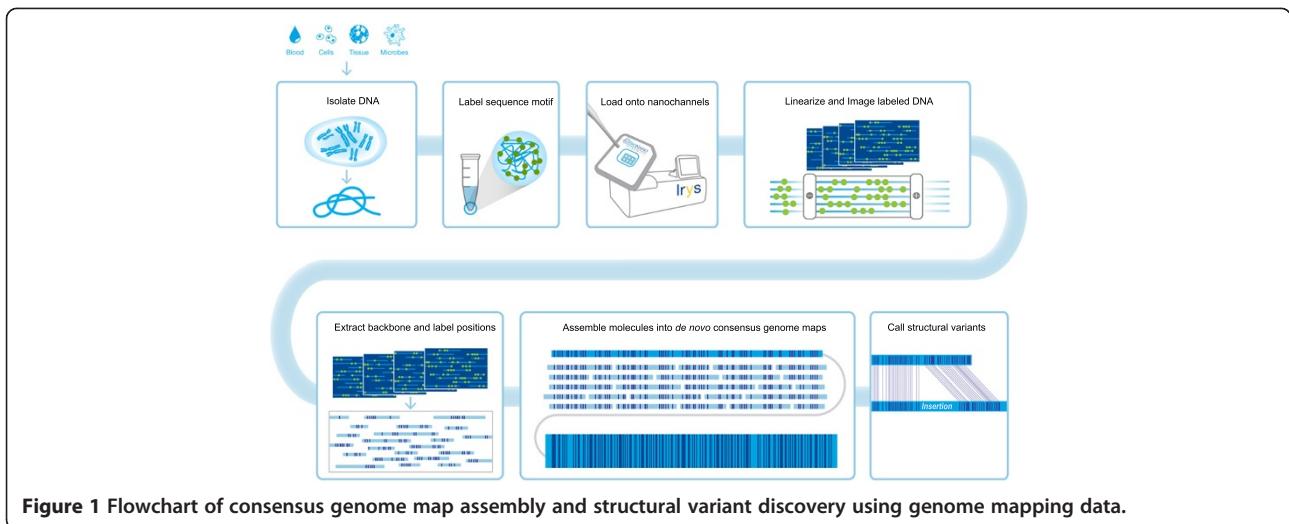 Blood Cells Tissue Microbes
Isolate DNA
Label sequence motif
Load onto nanochannels
Irys
Linearize and Image labeled DNA
Extract backbone and label positions
Assemble molecules into de novo consensus genome maps
Call structural variants
Insertion
Figure 1 Flowchart of consensus genome map assembly and structural variant discovery using genome mapping data.